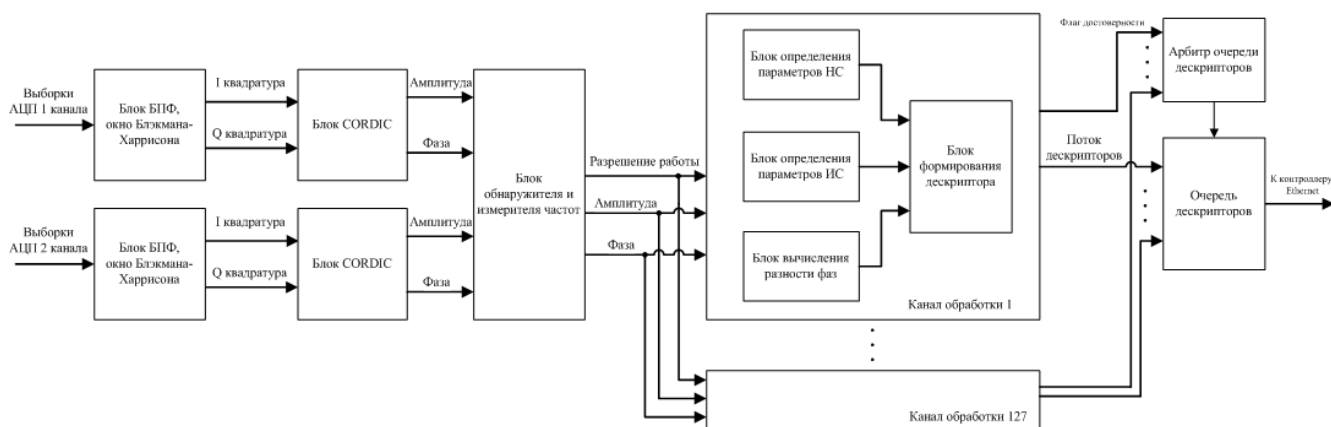 Выборки
АЦП 1 канала
Блок БПФ,
окно Блэкмана-
Харрисона
I квадратура
Q квадратура
Блок CORDIC
Амплитуда
Фаза
Выборки
АЦП 2 канала
Блок БПФ,
окно Блэкмана-
Харрисона
I квадратура
Q квадратура
Блок CORDIC
Амплитуда
Фаза
Блок
обнаружителя и
измерителя частот
Разрешение работы
Амплитуда
Фаза
Блок определения
параметров НС
Блок определения
параметров ИС
Блок вычисления
разности фаз
Блок
формирования
дескриптора
Канал обработки 1
Канал обработки 127
Флаг достоверности
Поток
дескрипторов
Арбитр очереди
дескрипторов
Очередь
дескрипторов
К контроллеру
Ethernet